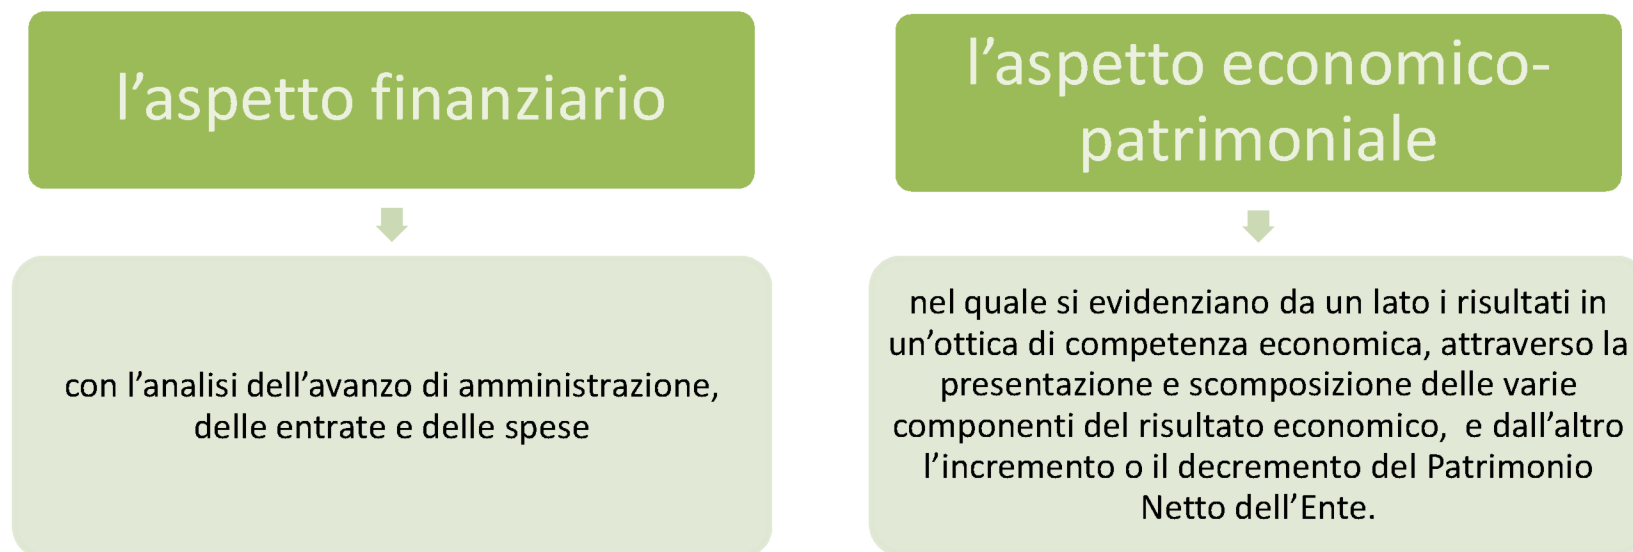 l’aspetto finanziario
con l’analisi dell’avanzo di amministrazione,
delle entrate e delle spese
l’aspetto economico-
patrimoniale
nel quale si evidenziano da un lato i risultati in
un’ottica di competenza economica, attraverso la
presentazione e scomposizione delle varie
componenti del risultato economico,  e dall’altro
l’incremento o il decremento del Patrimonio
Netto dell’Ente.